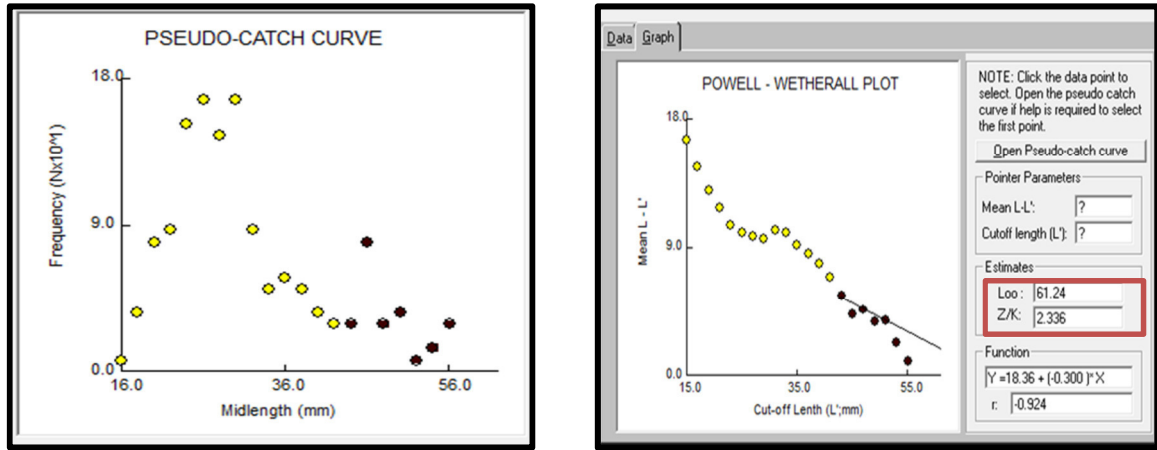 PSEUDO-CATCH CURVE
18.0
9.0
0.0
Frequency (Nx10^1)
16.0 36.0 56.0
Midlength (mm)
Data Graph
POWELL - WETHERALL PLOT
18.0
9.0
0.0
Mean L - L'
15.0 35.0 55.0
Cut-off Lenth (L';mm)
NOTE: Click the data point to
select. Open the pseudo catch
curve if help is required to select
the first point.
Open Pseudo-catch curve
Pointer Parameters
Mean L-L': ?
Cutoff length (L'): ?
Estimates
Loo : 61.24
Z/K: 2.336
Function
Y =18.36 + (-0.300 )* X
r: -0.924